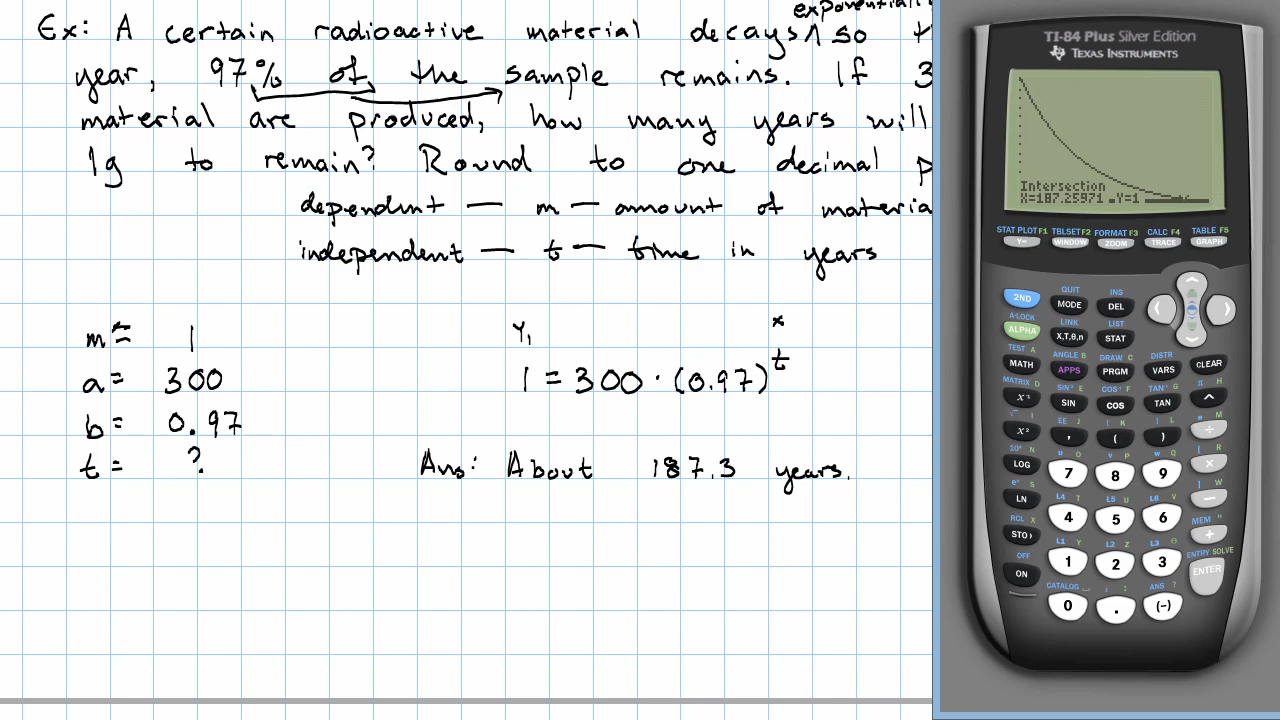 exponentiall
Ex: A certain radioactive material decays ∧ so t
year, 97% of the sample remains. If 3
material are produced, how many years will
1g to remain? Round to one decimal p
dependent — m — amount of materia
independent — t — time in years
m = 1
a = 300
b = 0.97
t = ?
Y₁ x
1 = 300 · (0.97)^t
Ans: About 187.3 years.
TI-84 Plus Silver Edition
TEXAS INSTRUMENTS
Intersection
X=187.25971 Y=1
STAT PLOT F1 TBLSET F2 FORMAT F3 CALC F4 TABLE F5
Y= WINDOW ZOOM TRACE GRAPH
QUIT INS
2ND MODE DEL
A-LOCK LINK LIST
ALPHA X,T,θ,n STAT
TEST A ANGLE B DRAW C DISTR
MATH APPS PRGM VARS CLEAR
MATRIX D SIN⁻¹ E COS⁻¹ F TAN⁻¹ G π H
x⁻¹ SIN COS TAN ^
√ I EE J { K } L e M
x² , ( ) ÷
10ˣ N u O v P w Q [ R
LOG 7 8 9 ×
eˣ S L4 T L5 U L6 V ] W
LN 4 5 6 −
RCL X L1 Y L2 Z L3 θ MEM "
STO› 1 2 3 +
OFF CATALOG ␣ i : ANS ? ENTRY SOLVE
ON 0 . (-) ENTER